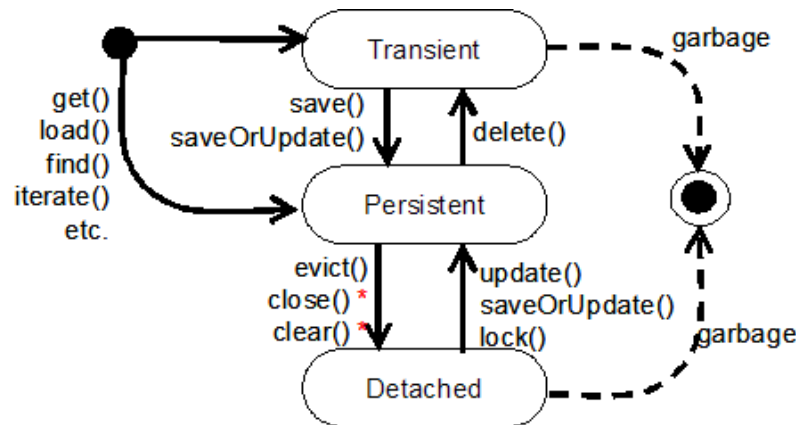 Transient
garbage
get()
load()
find()
iterate()
etc.
save()
saveOrUpdate()
delete()
Persistent
evict()
close() *
clear() *
update()
saveOrUpdate()
lock()
garbage
Detached